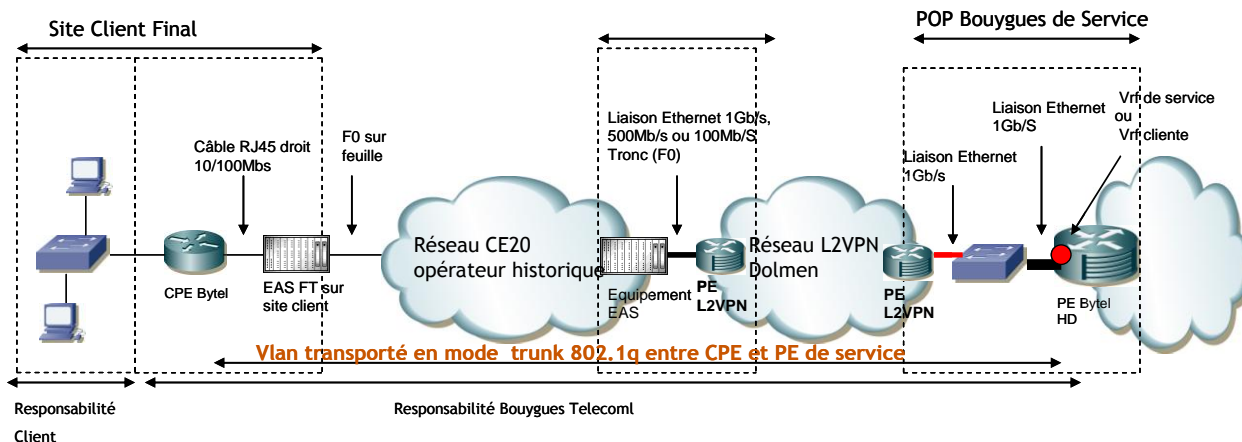 Site Client Final
POP Bouygues de Service
Câble RJ45 droit
10/100Mbs
F0 sur
feuille
Liaison Ethernet 1Gb/s,
500Mb/s ou 100Mb/S
Tronc (F0)
Liaison Ethernet
1Gb/s
Liaison Ethernet
1Gb/S
Vrf de service
ou
Vrf cliente
Réseau CE20
opérateur historique
Réseau L2VPN
Dolmen
CPE Bytel
EAS FT sur
site client
Equipement
EAS
PE
L2VPN
PE
L2VPN
PE Bytel
HD
Vlan transporté en mode trunk 802.1q entre CPE et PE de service
Responsabilité
Client
Responsabilité Bouygues Telecoml